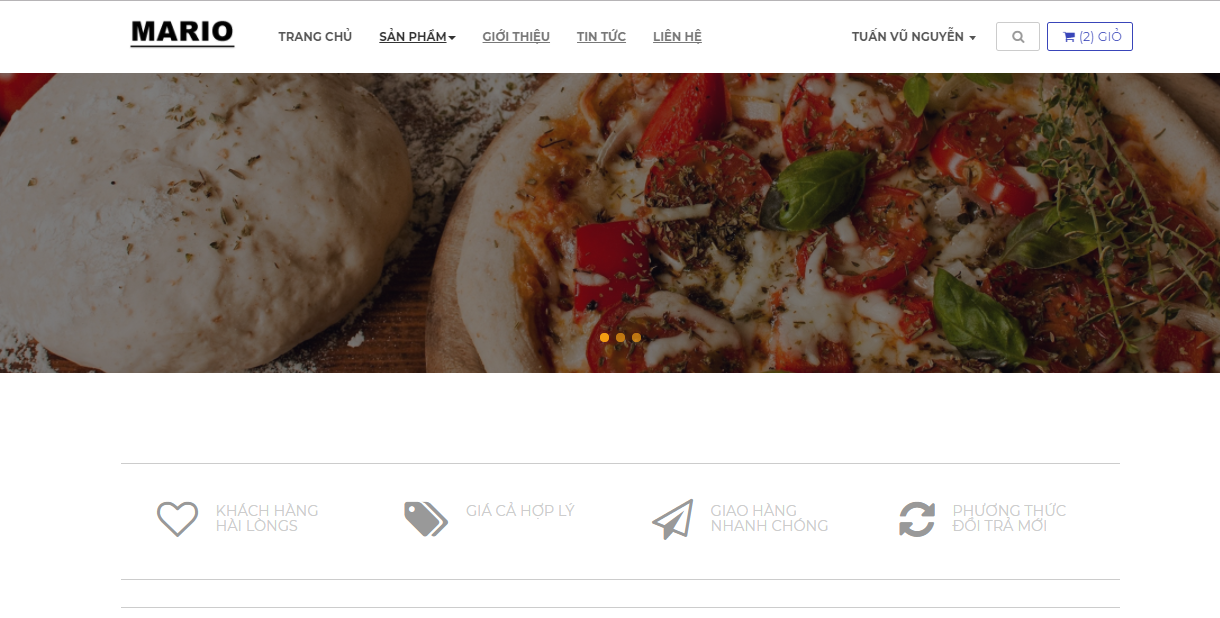 MARIO
TRANG CHỦ
SẢN PHẨM
GIỚI THIỆU
TIN TỨC
LIÊN HỆ
TUẤN VŨ NGUYỄN
(2) GIỎ
KHÁCH HÀNG
HÀI LÒNGS
GIÁ CẢ HỢP LÝ
GIAO HÀNG
NHANH CHÓNG
PHƯƠNG THỨC
ĐỔI TRẢ MỚI